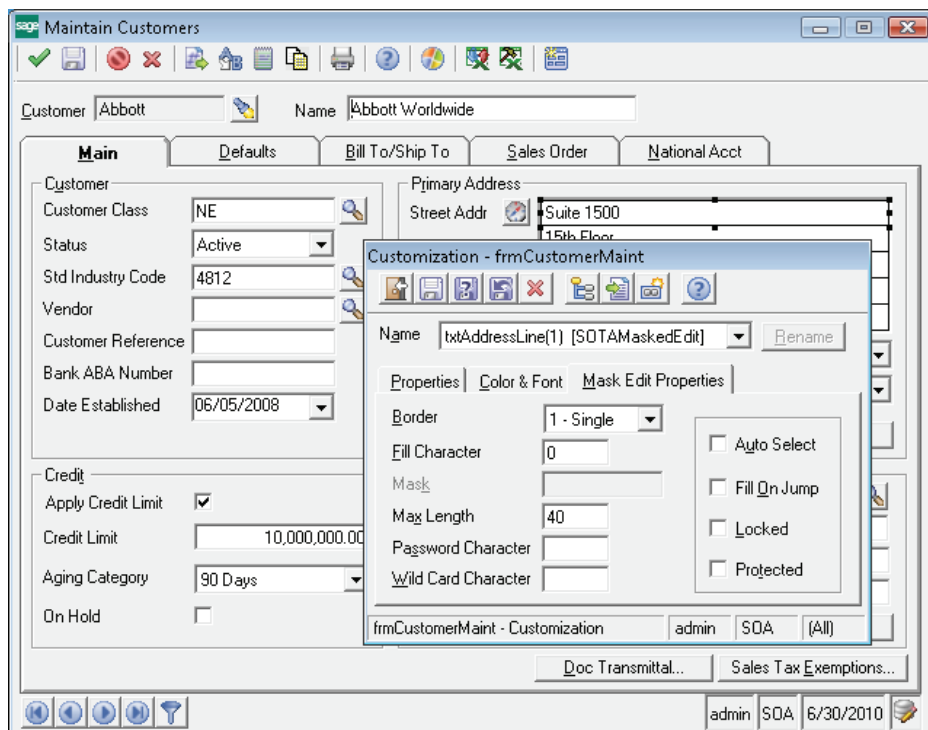 sage Maintain Customers
Customer Abbott Name Abbott Worldwide
Main Defaults Bill To/Ship To Sales Order National Acct
Customer
Customer Class NE
Status Active
Std Industry Code 4812
Vendor
Customer Reference
Bank ABA Number
Date Established 06/05/2008
Primary Address
Street Addr Suite 1500
15th Floor
Customization - frmCustomerMaint
Name txtAddressLine(1) [SOTAMaskedEdit] Rename
Properties Color & Font Mask Edit Properties
Border 1 - Single
Fill Character 0
Mask
Max Length 40
Password Character
Wild Card Character
Auto Select
Fill On Jump
Locked
Protected
frmCustomerMaint - Customization admin SOA (All)
Credit
Apply Credit Limit
Credit Limit 10,000,000.00
Aging Category 90 Days
On Hold
Doc Transmittal... Sales Tax Exemptions...
admin SOA 6/30/2010